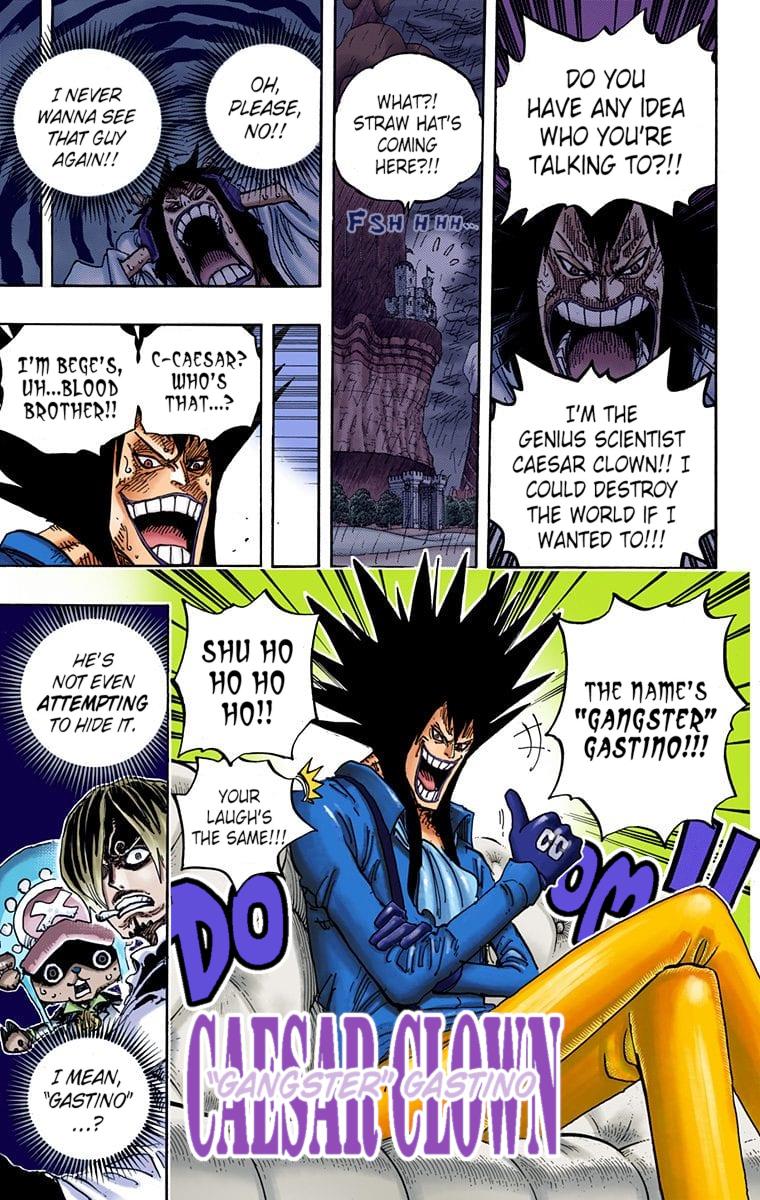 DO YOU
HAVE ANY IDEA
WHO YOU'RE
TALKING TO?!!
I'M THE
GENIUS SCIENTIST
CAESAR CLOWN!! I
COULD DESTROY
THE WORLD IF I
WANTED TO!!!
WHAT?!
STRAW HAT'S
COMING
HERE?!!
FSHHHH...
OH,
PLEASE,
NO!!
I NEVER
WANNA SEE
THAT GUY
AGAIN!!
C-CAESAR?
WHO'S
THAT...?
I'M BEGE'S,
UH...BLOOD
BROTHER!!
THE NAME'S
"GANGSTER"
GASTINO!!!
SHU HO
HO HO
HO!!
YOUR
LAUGH'S
THE SAME!!!
CC
DOOM!!
CAESAR CLOWN
"GANGSTER" GASTINO
HE'S
NOT EVEN
ATTEMPTING
TO HIDE IT.
I MEAN,
"GASTINO"
...?